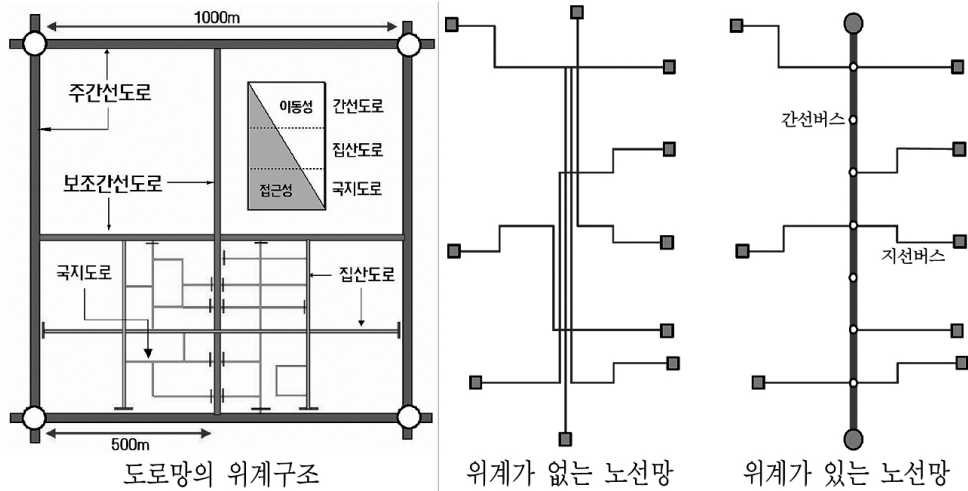 1000m
주간선도로
이동성
간선도로
집산도로
접근성
국지도로
보조간선도로
국지도로
집산도로
500m
도로망의 위계구조
위계가 없는 노선망
간선버스
지선버스
위계가 있는 노선망